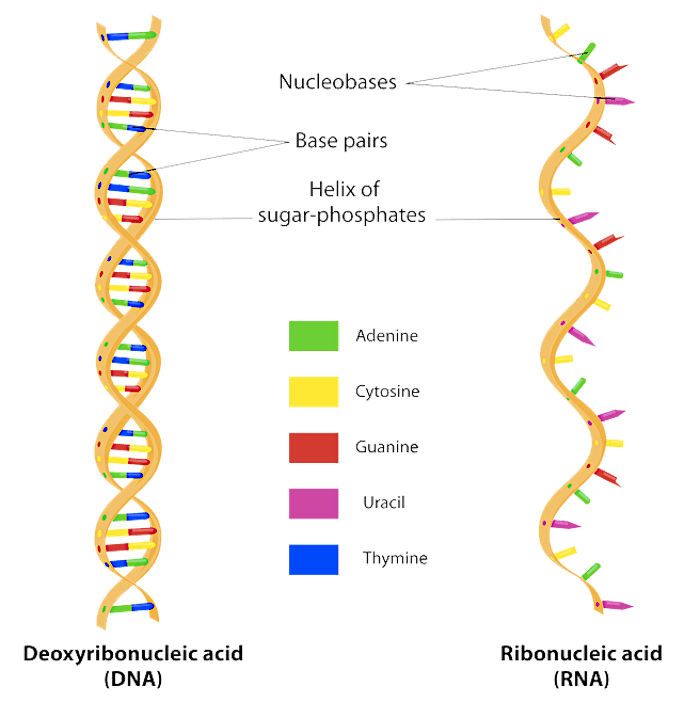 Nucleobases
Base pairs
Helix of
sugar-phosphates
Adenine
Cytosine
Guanine
Uracil
Thymine
Deoxyribonucleic acid
(DNA)
Ribonucleic acid
(RNA)